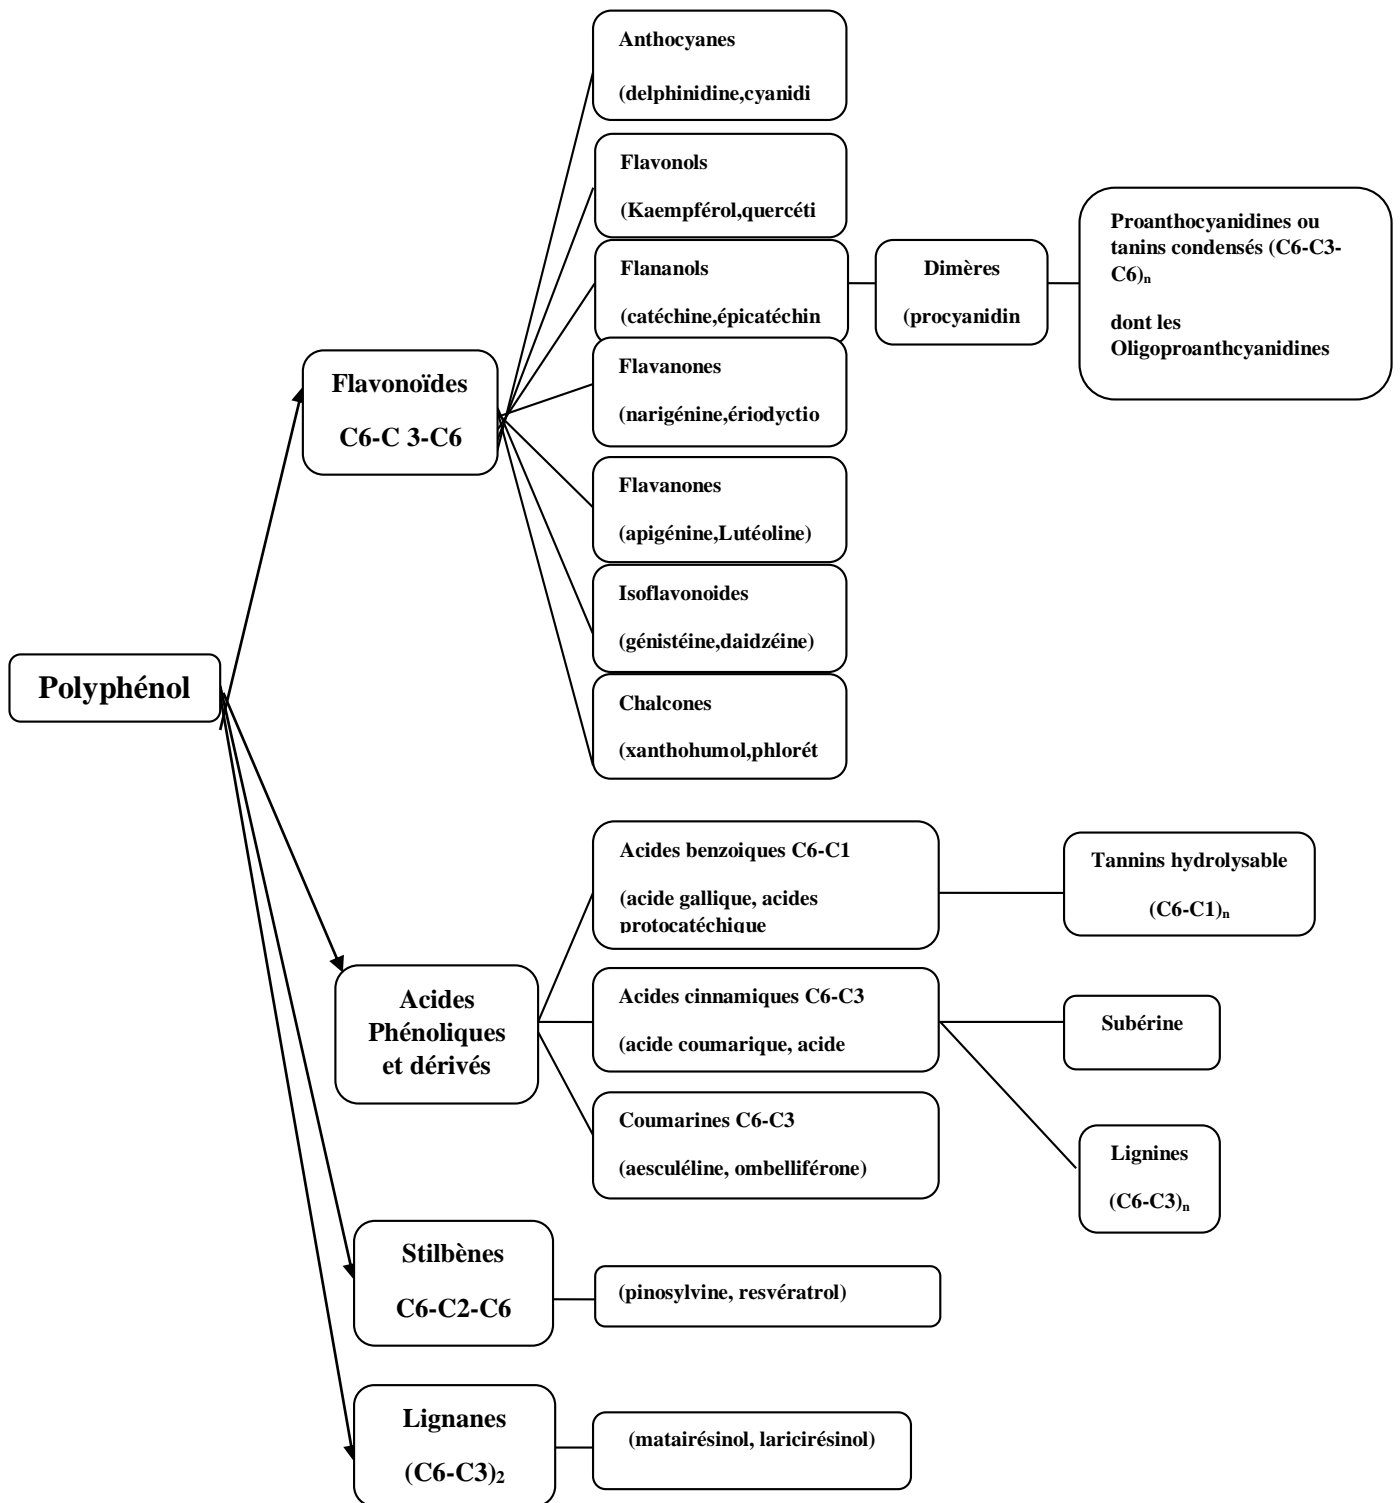 Anthocyanes
(delphinidine,cyanidi
Flavonols
(Kaempférol,quercéti
Flananols
(catéchine,épicatéchin
Dimères
(procyanidin
Proanthocyanidines ou
tanins condensés (C6-C3-
C6)n
dont les
Oligoproanthcyanidines
Flavonoïdes
C6-C 3-C6
Flavanones
(narigénine,ériodyctio
Flavanones
(apigénine,Lutéoline)
Isoflavonoides
(génistéine,daidzéine)
Polyphénol
Chalcones
(xanthohumol,phlorét
Acides benzoiques C6-C1
(acide gallique, acides
protocatéchique
Tannins hydrolysable
(C6-C1)n
Acides
Phénoliques
et dérivés
Acides cinnamiques C6-C3
(acide coumarique, acide
Subérine
Coumarines C6-C3
(aesculéline, ombelliférone)
Lignines
(C6-C3)n
Stilbènes
C6-C2-C6
(pinosylvine, resvératrol)
Lignanes
(C6-C3)2
(matairésinol, laricirésinol)